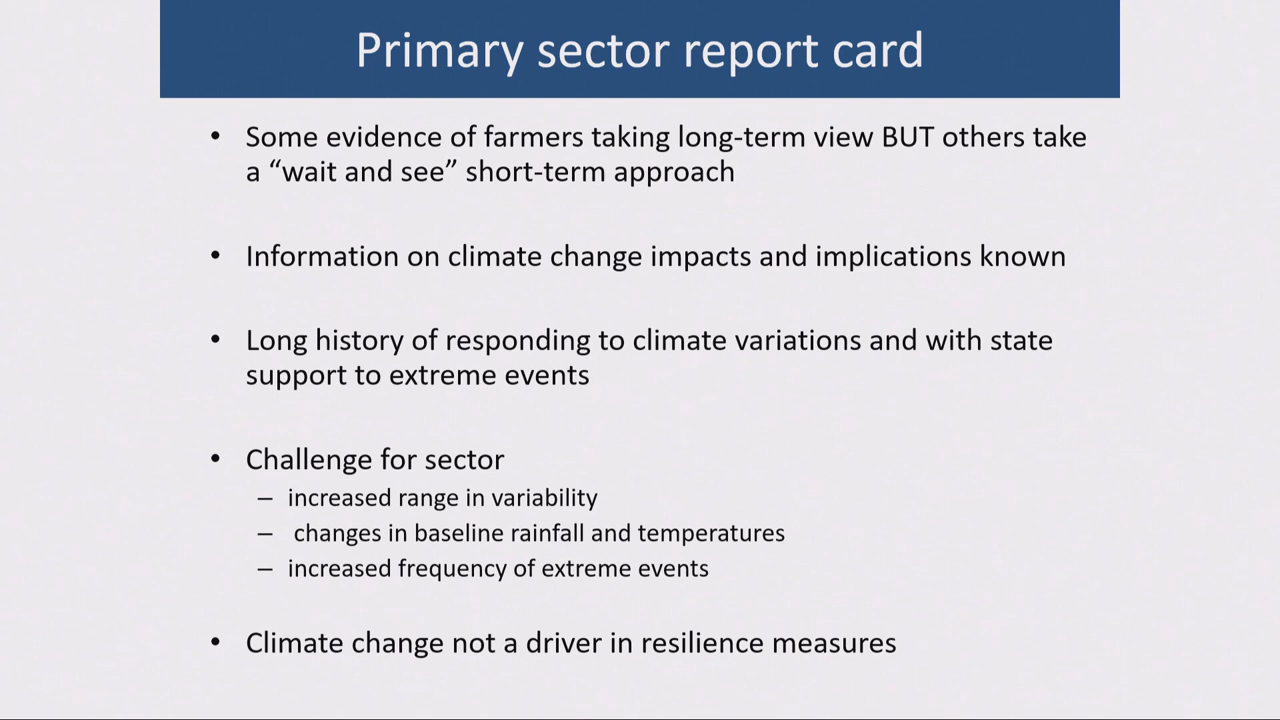 Primary sector report card
• Some evidence of farmers taking long-term view BUT others take
a “wait and see” short-term approach
• Information on climate change impacts and implications known
• Long history of responding to climate variations and with state
support to extreme events
• Challenge for sector
– increased range in variability
– changes in baseline rainfall and temperatures
– increased frequency of extreme events
• Climate change not a driver in resilience measures